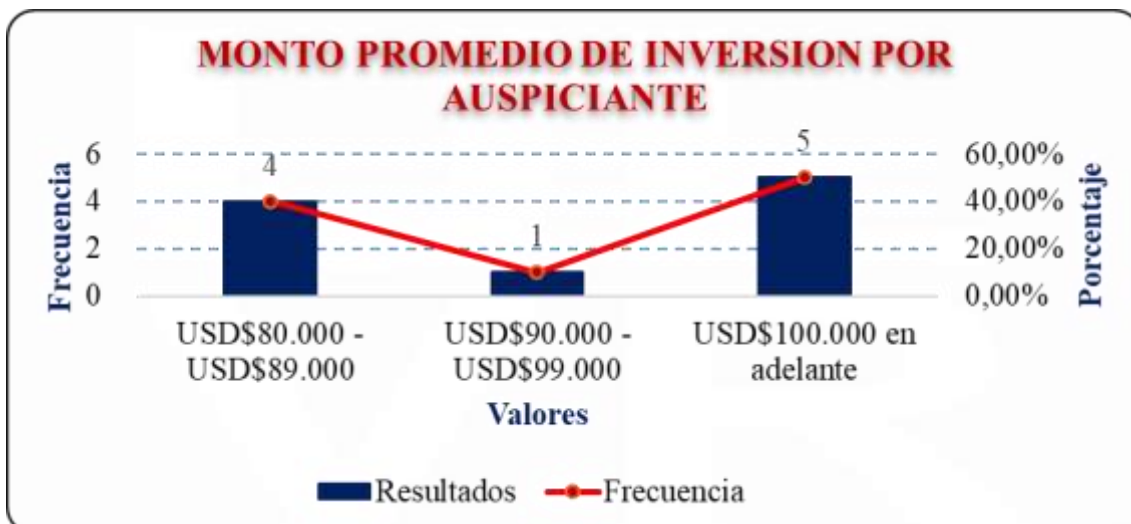 MONTO PROMEDIO DE INVERSION POR
AUSPICIANTE
Frecuencia
6
4
2
0
4
1
5
60,00%
40,00%
20,00%
0,00%
Porcentaje
USD$80.000 -
USD$89.000
USD$90.000 -
USD$99.000
USD$100.000 en
adelante
Valores
Resultados
Frecuencia